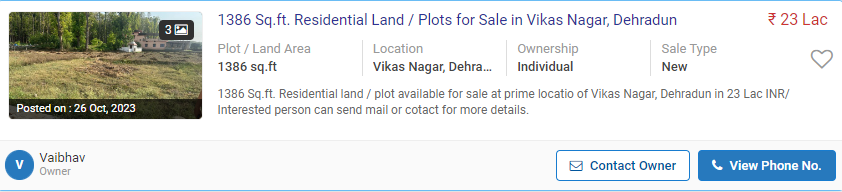 1386 Sq.ft. Residential Land / Plots for Sale in Vikas Nagar, Dehradun
₹ 23 Lac
3
Plot / Land Area
1386 sq.ft
Location
Vikas Nagar, Dehra...
Ownership
Individual
Sale Type
New
Posted on : 26 Oct, 2023
1386 Sq.ft. Residential land / plot available for sale at prime locatio of Vikas Nagar, Dehradun in 23 Lac INR/
Interested person can send mail or cotact for more details.
V
Vaibhav
Owner
Contact Owner
View Phone No.